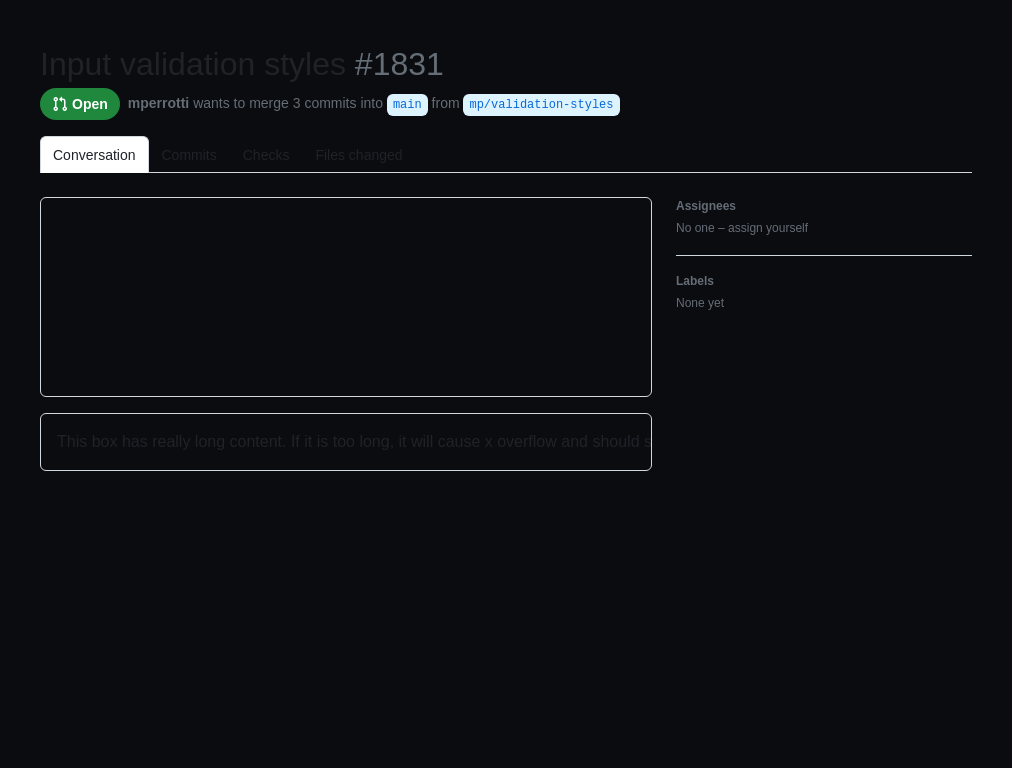 Input validation styles #1831
Open mperrotti wants to merge 3 commits into main from mp/validation-styles
Conversation Commits Checks Files changed
Assignees
No one – assign yourself
Labels
None yet
This box has really long content. If it is too long, it will cause x overflow and should s